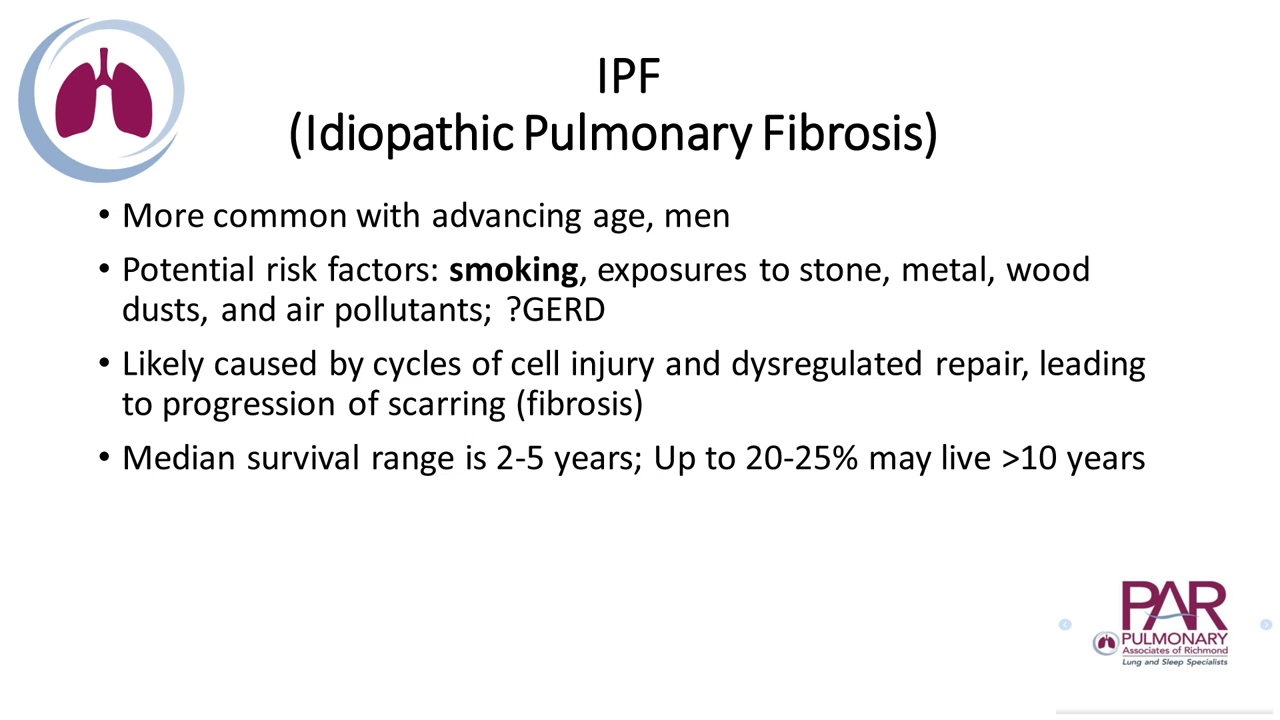 IPF
(Idiopathic Pulmonary Fibrosis)
• More common with advancing age, men
• Potential risk factors: smoking, exposures to stone, metal, wood
dusts, and air pollutants; ?GERD
• Likely caused by cycles of cell injury and dysregulated repair, leading
to progression of scarring (fibrosis)
• Median survival range is 2-5 years; Up to 20-25% may live >10 years
PAR
PULMONARY
Associates of Richmond
Lung and Sleep Specialists